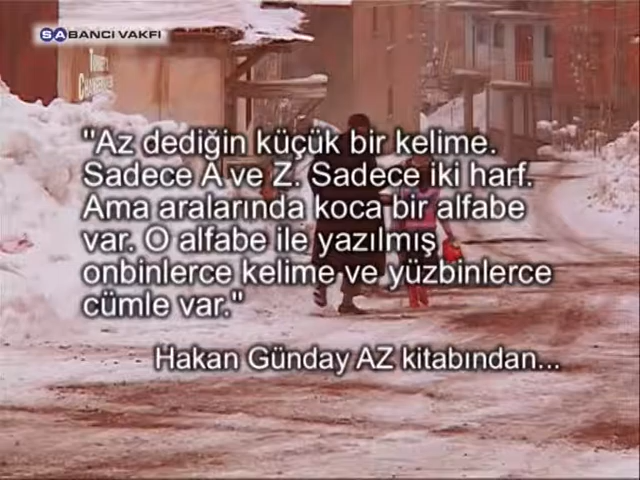 SABANCI VAKFI
"Az dediğin küçük bir kelime.
Sadece A ve Z. Sadece iki harf.
Ama aralarında koca bir alfabe
var. O alfabe ile yazılmış
onbinlerce kelime ve yüzbinlerce
cümle var."
Hakan Günday AZ kitabından...